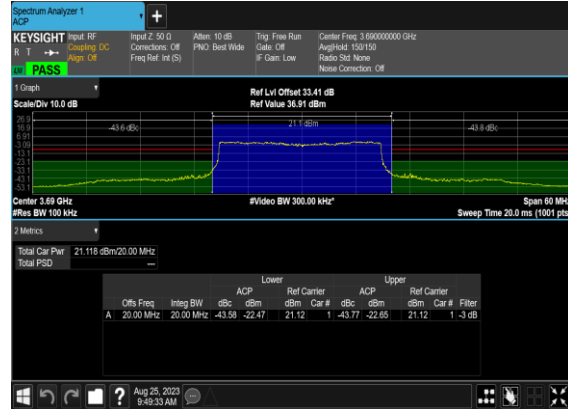 Spectrum Analyzer 1
ACP
+
KEYSIGHT
R T
LXI PASS
Input: RF
Coupling: DC
Align: Off
Input Z: 50 Ω
Corrections: Off
Freq Ref: Int (S)
Atten: 10 dB
PNO: Best Wide
Trig: Free Run
Gate: Off
IF Gain: Low
Center Freq: 3.690000000 GHz
Avg|Hold: 150/150
Radio Std: None
Noise Correction: Off
1 Graph
Scale/Div 10.0 dB
Ref Lvl Offset 33.41 dB
Ref Value 36.91 dBm
26.9
16.9
6.91
-3.09
-13.1
-23.1
-33.1
-43.1
-53.1
-43.6 dBc
21.1 dBm
-43.8 dBc
Center 3.69 GHz
#Res BW 100 kHz
#Video BW 300.00 kHz*
Span 60 MHz
Sweep Time 20.0 ms (1001 pts
2 Metrics
Total Car Pwr 21.118 dBm/20.00 MHz
Total PSD —
Lower Upper
ACP Ref Carrier ACP Ref Carrier
Offs Freq Integ BW dBc dBm dBm Car # dBc dBm dBm Car # Filter
A 20.00 MHz 20.00 MHz -43.58 -22.47 21.12 1 -43.77 -22.65 21.12 1 -3 dB
?
Aug 25, 2023
9:49:33 AM